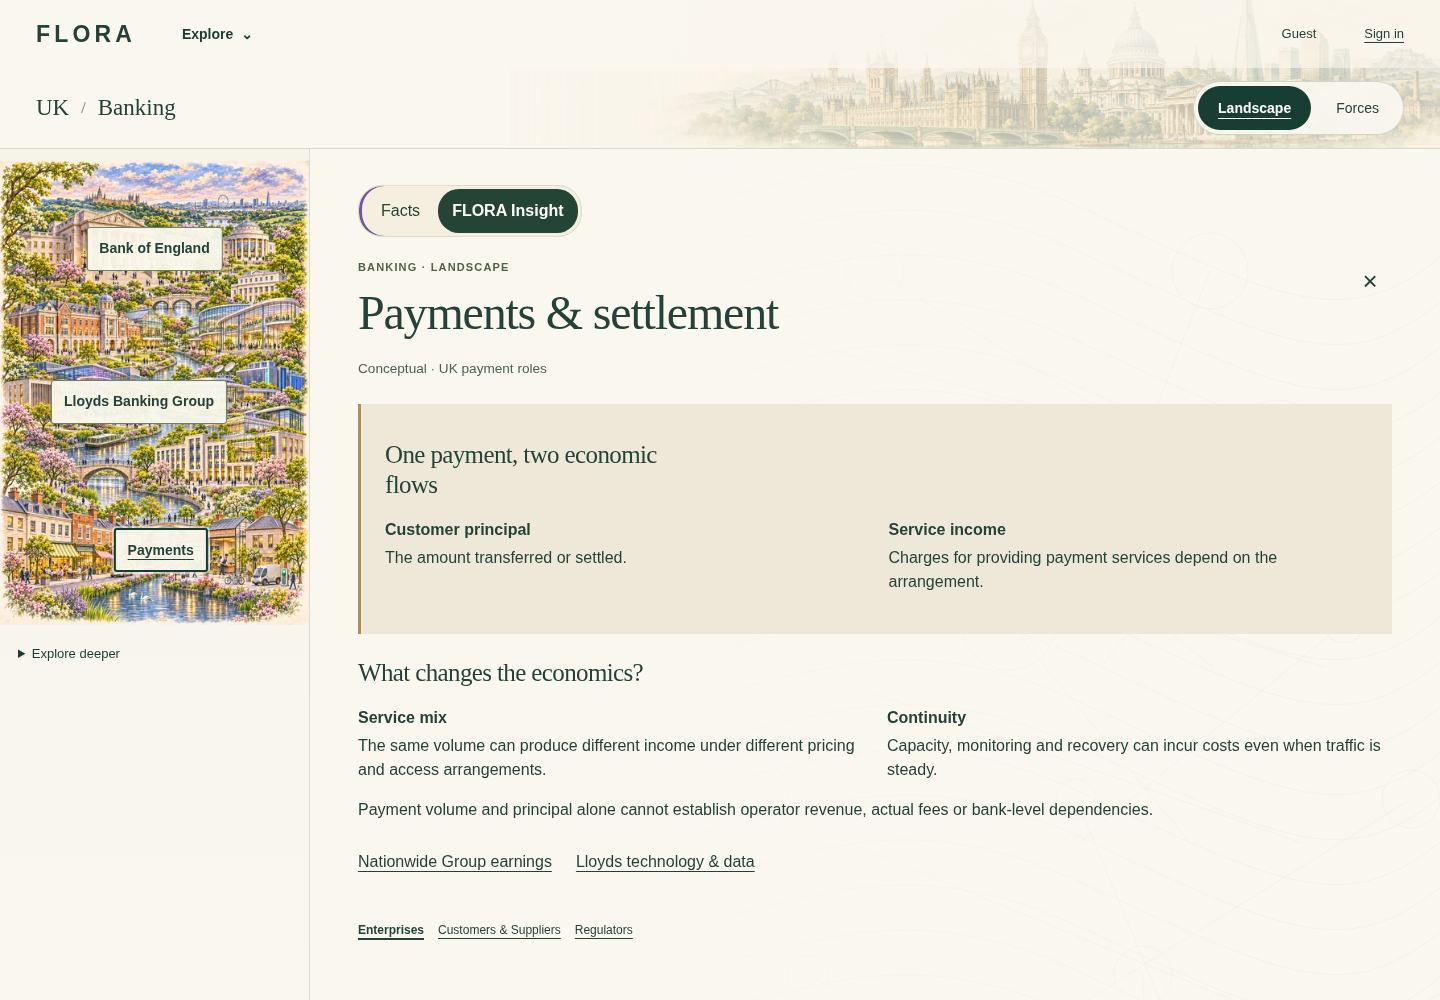 FLORA
Explore
Guest
Sign in
UK / Banking
Landscape
Forces
Bank of England
Lloyds Banking Group
Payments
Explore deeper
Facts
FLORA Insight
BANKING · LANDSCAPE
Payments & settlement
Conceptual · UK payment roles
One payment, two economic
flows
Customer principal
The amount transferred or settled.
Service income
Charges for providing payment services depend on the
arrangement.
What changes the economics?
Service mix
The same volume can produce different income under different pricing
and access arrangements.
Continuity
Capacity, monitoring and recovery can incur costs even when traffic is
steady.
Payment volume and principal alone cannot establish operator revenue, actual fees or bank-level dependencies.
Nationwide Group earnings
Lloyds technology & data
Enterprises
Customers & Suppliers
Regulators